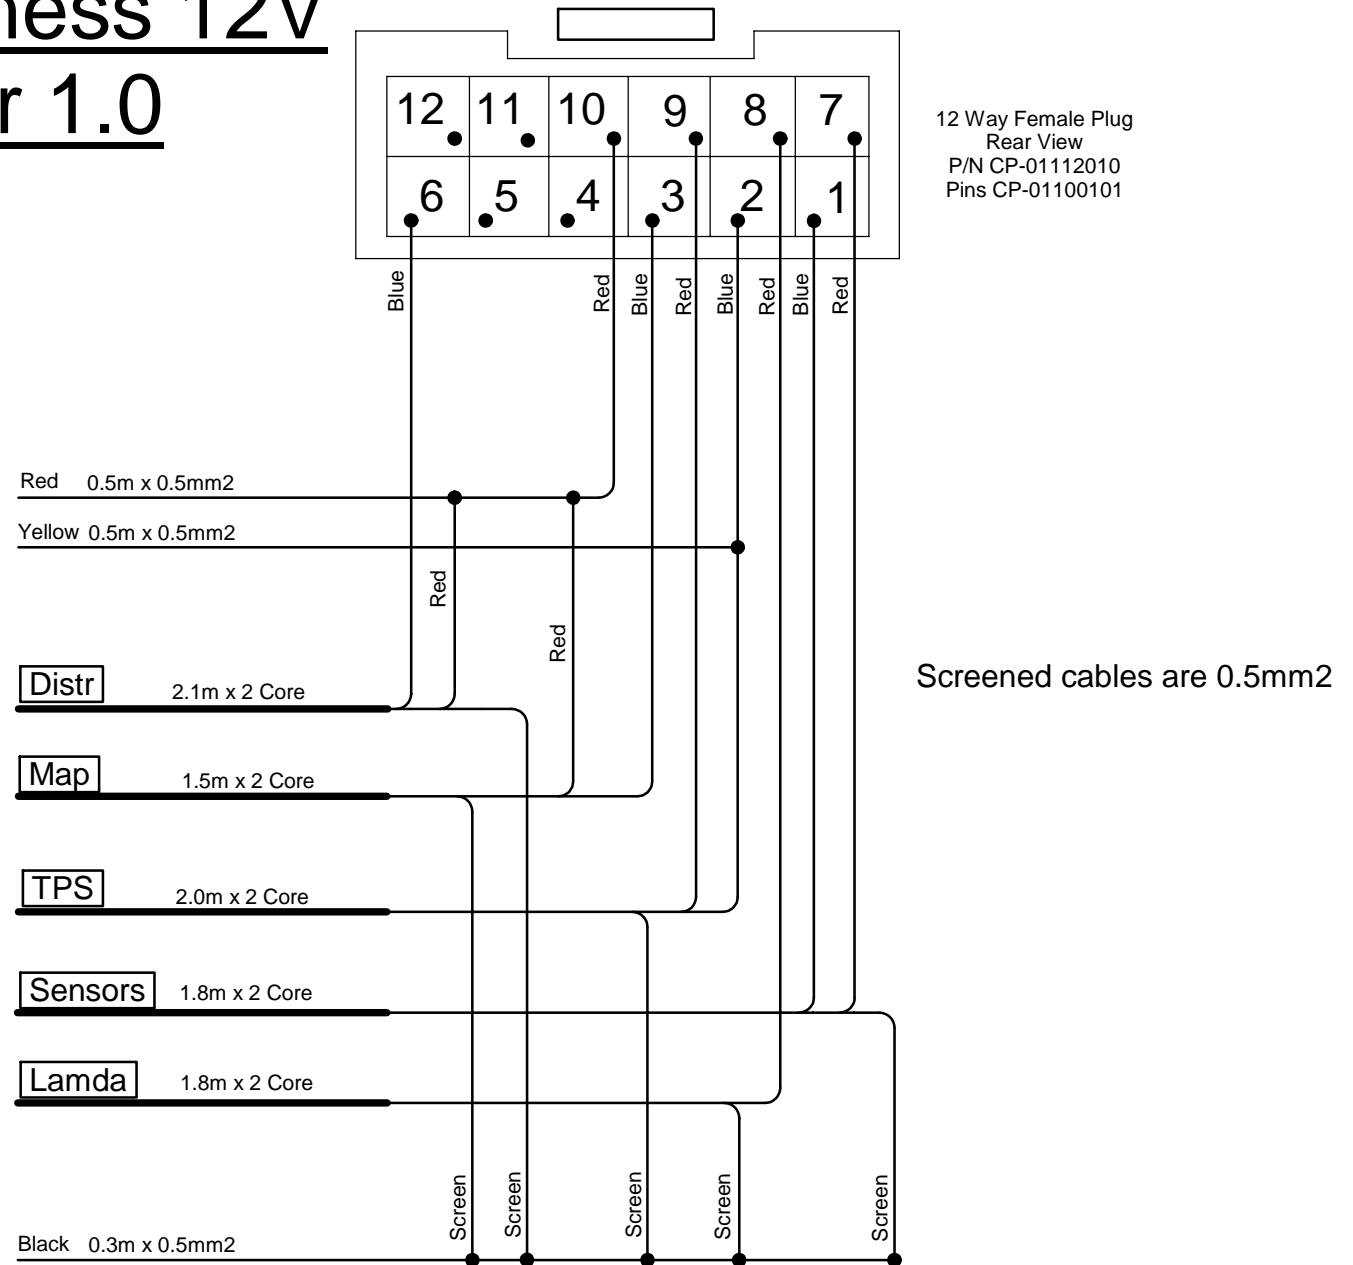 ness 12V
r 1.0
12 11 10 9 8 7
6 5 4 3 2 1
12 Way Female Plug
Rear View
P/N CP-01112010
Pins CP-01100101
Blue Red Blue Red Blue Red Blue Red
Red 0.5m x 0.5mm2
Yellow 0.5m x 0.5mm2
Red
Red
Distr 2.1m x 2 Core
Screened cables are 0.5mm2
Map 1.5m x 2 Core
TPS 2.0m x 2 Core
Sensors 1.8m x 2 Core
Lamda 1.8m x 2 Core
Screen Screen Screen Screen Screen
Black 0.3m x 0.5mm2